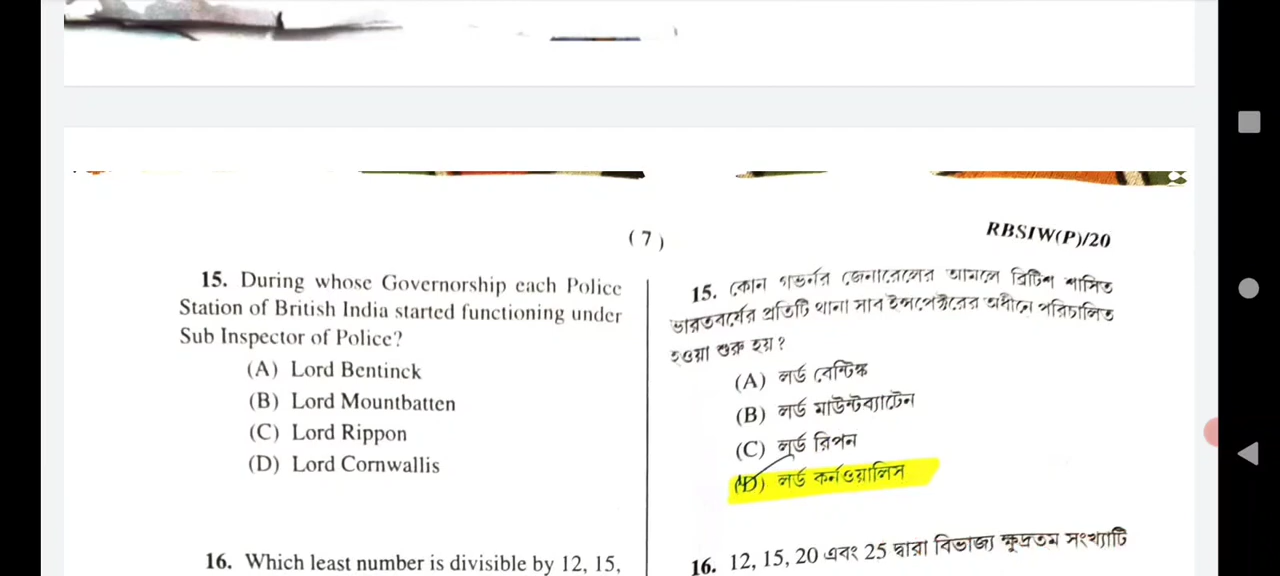 ( 7 )
RBSIW(P)/20
15. During whose Governorship each Police
Station of British India started functioning under
Sub Inspector of Police?
(A) Lord Bentinck
(B) Lord Mountbatten
(C) Lord Rippon
(D) Lord Cornwallis
16. Which least number is divisible by 12, 15,
15. কোন গভর্নর জেনারেলের আমলে ব্রিটিশ শাসিত
ভারতবর্ষের প্রতিটি থানা সাব ইন্সপেক্টরের অধীনে পরিচালিত
হওয়া শুরু হয়?
(A) লর্ড বেন্টিঙ্ক
(B) লর্ড মাউন্টব্যাটেন
(C) লর্ড রিপন
(D) লর্ড কর্নওয়ালিস
16. 12, 15, 20 এবং 25 দ্বারা বিভাজ্য ক্ষুদ্রতম সংখ্যাটি